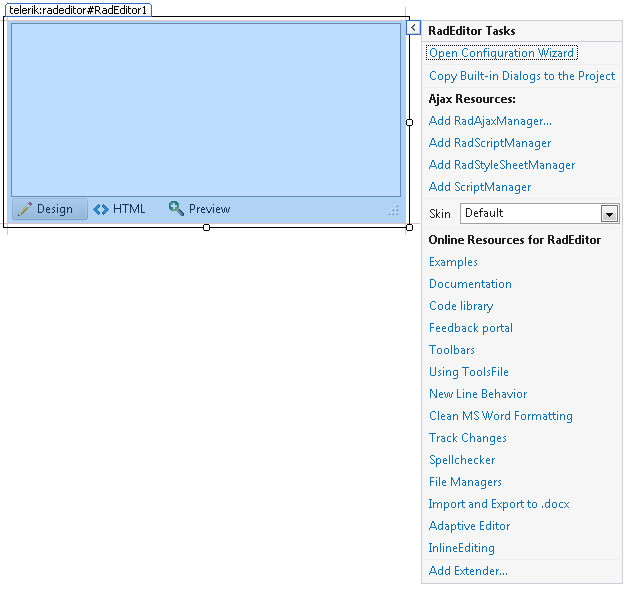 telerik:radeditor#RadEditor1
Design
HTML
Preview
RadEditor Tasks
Open Configuration Wizard
Copy Built-in Dialogs to the Project
Ajax Resources:
Add RadAjaxManager...
Add RadScriptManager
Add RadStyleSheetManager
Add ScriptManager
Skin Default
Online Resources for RadEditor
Examples
Documentation
Code library
Feedback portal
Toolbars
Using ToolsFile
New Line Behavior
Clean MS Word Formatting
Track Changes
Spellchecker
File Managers
Import and Export to .docx
Adaptive Editor
InlineEditing
Add Extender...